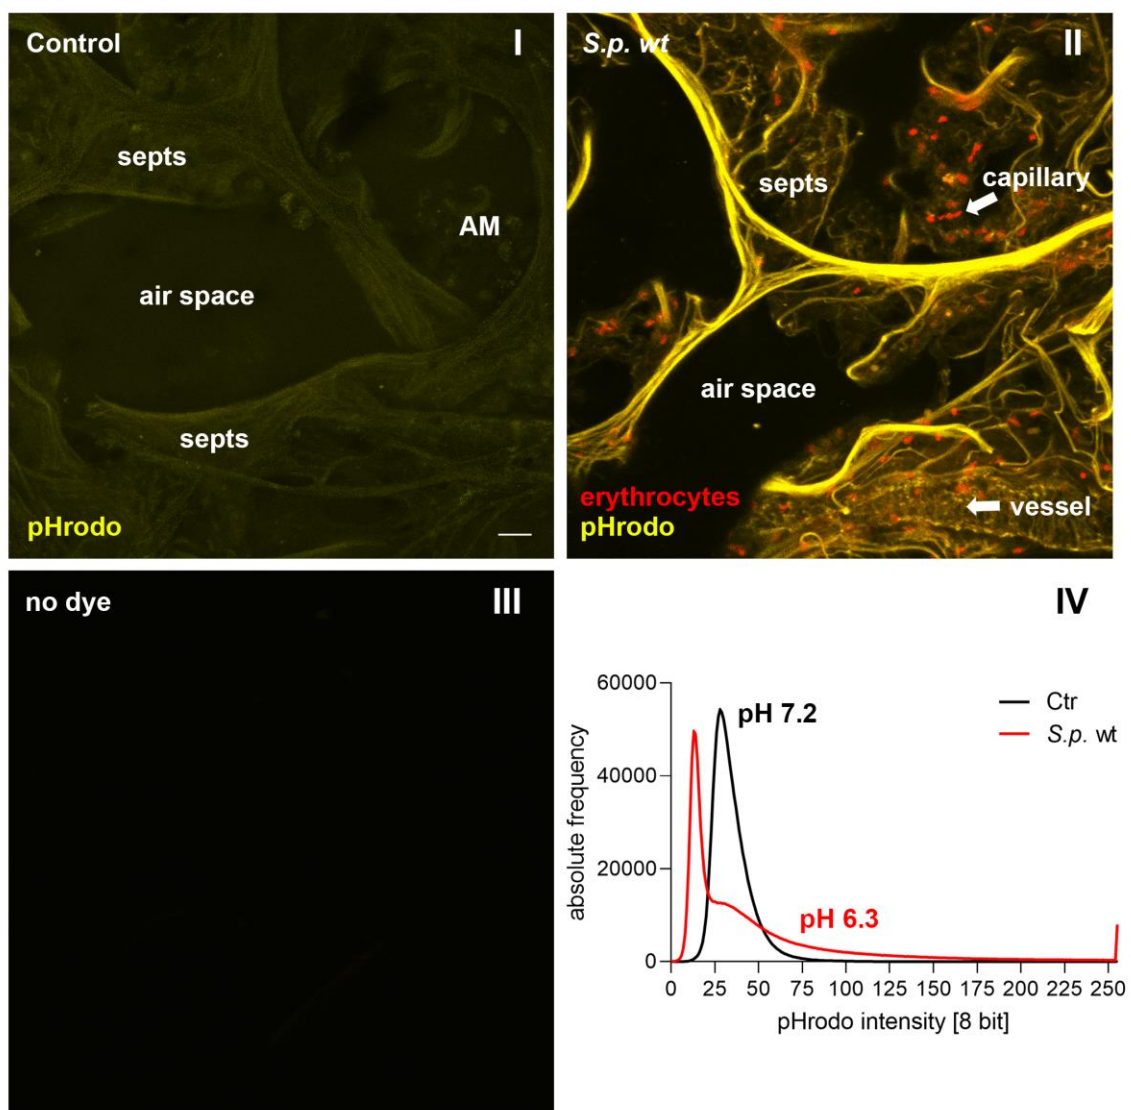 Control
I
septs
AM
air space
septs
pHrodo
S.p. wt
II
septs
capillary
air space
erythrocytes
pHrodo
vessel
no dye
III
IV
60000
40000
20000
0
absolute frequency
pH 7.2
pH 6.3
Ctr
S.p. wt
0 25 50 75 100 125 150 175 200 225 250
pHrodo intensity [8 bit]